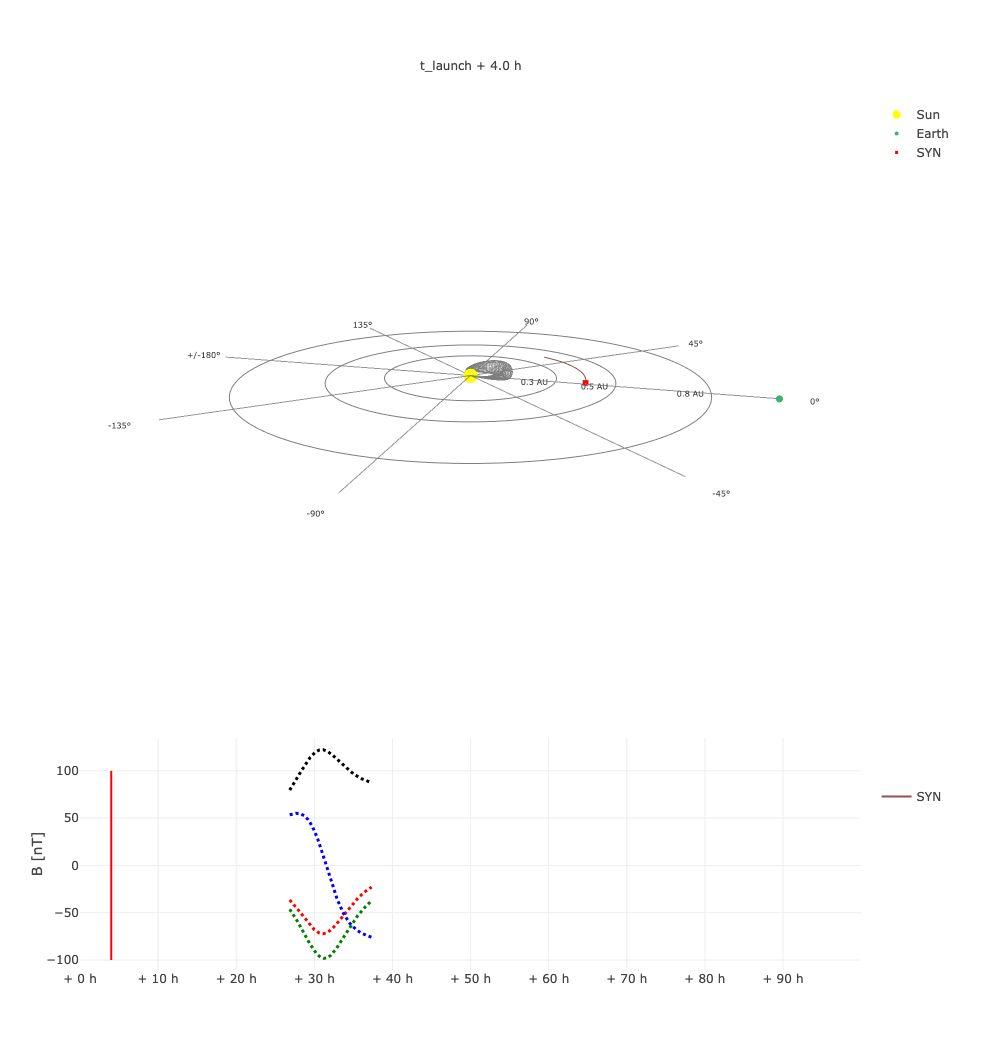 t_launch + 4.0 h
Sun
Earth
SYN
135°
90°
45°
+/-180°
0.3 AU
0.5 AU
0.8 AU
0°
-135°
-45°
-90°
100
50
0
−50
−100
B [nT]
SYN
+ 0 h
+ 10 h
+ 20 h
+ 30 h
+ 40 h
+ 50 h
+ 60 h
+ 70 h
+ 80 h
+ 90 h